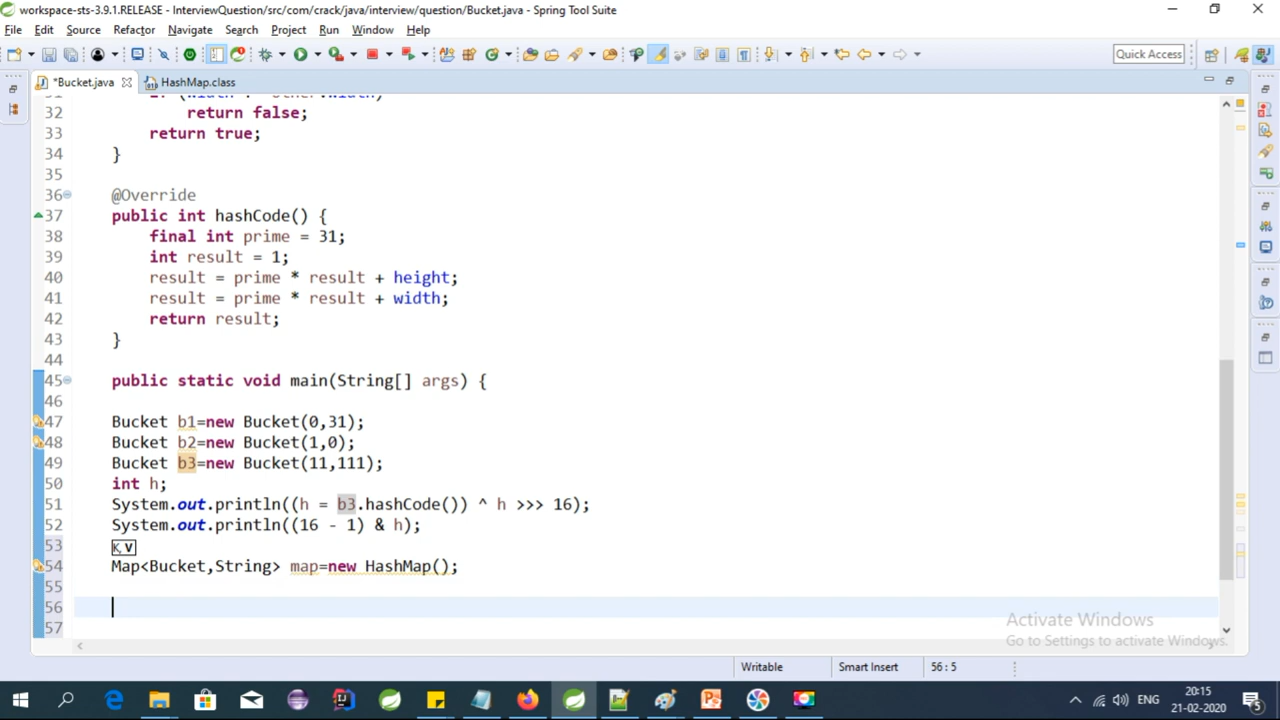 workspace-sts-3.9.1.RELEASE - InterviewQuestion/src/com/crack/java/interview/question/Bucket.java - Spring Tool Suite
File Edit Source Refactor Navigate Search Project Run Window Help
Quick Access
*Bucket.java HashMap.class
32 return false;
33 return true;
34 }
35
36 @Override
37 public int hashCode() {
38 final int prime = 31;
39 int result = 1;
40 result = prime * result + height;
41 result = prime * result + width;
42 return result;
43 }
44
45 public static void main(String[] args) {
46
47 Bucket b1=new Bucket(0,31);
48 Bucket b2=new Bucket(1,0);
49 Bucket b3=new Bucket(11,111);
50 int h;
51 System.out.println((h = b3.hashCode()) ^ h >>> 16);
52 System.out.println((16 - 1) & h);
53 K,V
54 Map<Bucket,String> map=new HashMap();
55
56
57
Activate Windows
Go to Settings to activate Windows.
Writable Smart Insert 56 : 5
ENG 20:15
21-02-2020 5